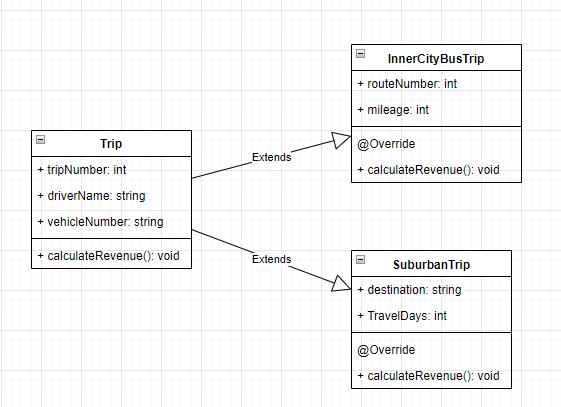 InnerCityBusTrip
+ routeNumber: int
+ mileage: int
@Override
+ calculateRevenue(): void
Trip
+ tripNumber: int
+ driverName: string
+ vehicleNumber: string
+ calculateRevenue(): void
Extends
Extends
SuburbanTrip
+ destination: string
+ TravelDays: int
@Override
+ calculateRevenue(): void